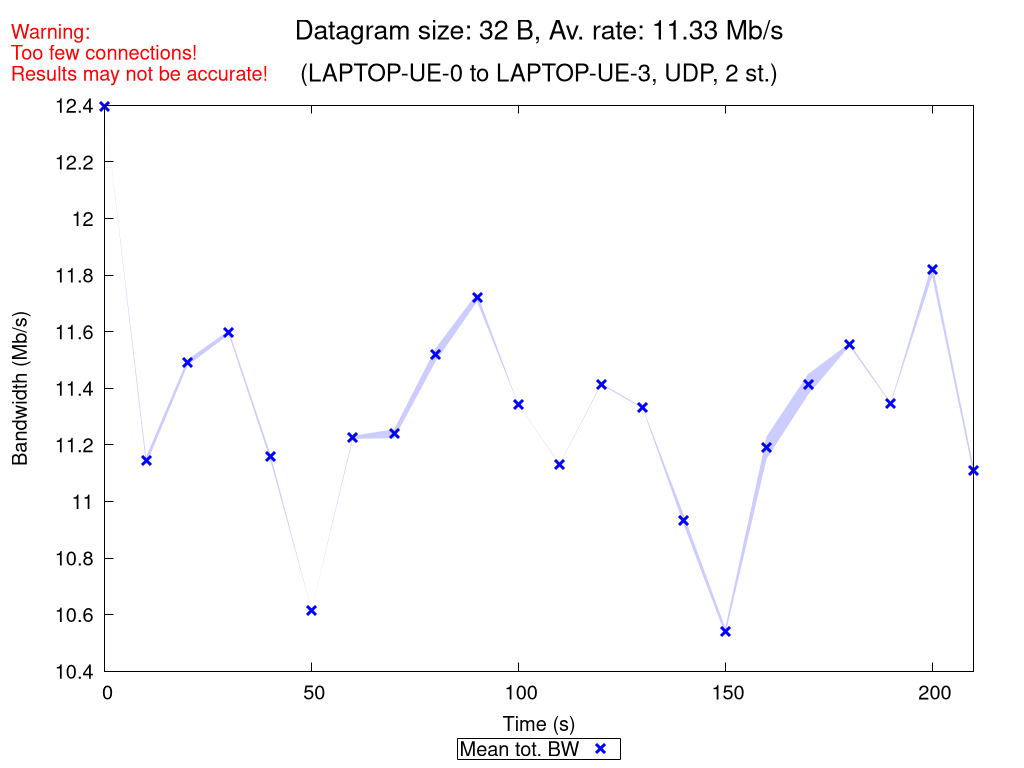 Warning:
Too few connections!
Results may not be accurate!
Datagram size: 32 B, Av. rate: 11.33 Mb/s
(LAPTOP-UE-0 to LAPTOP-UE-3, UDP, 2 st.)
12.4
12.2
12
11.8
11.6
11.4
11.2
11
10.8
10.6
10.4
Bandwidth (Mb/s)
0 50 100 150 200
Time (s)
Mean tot. BW